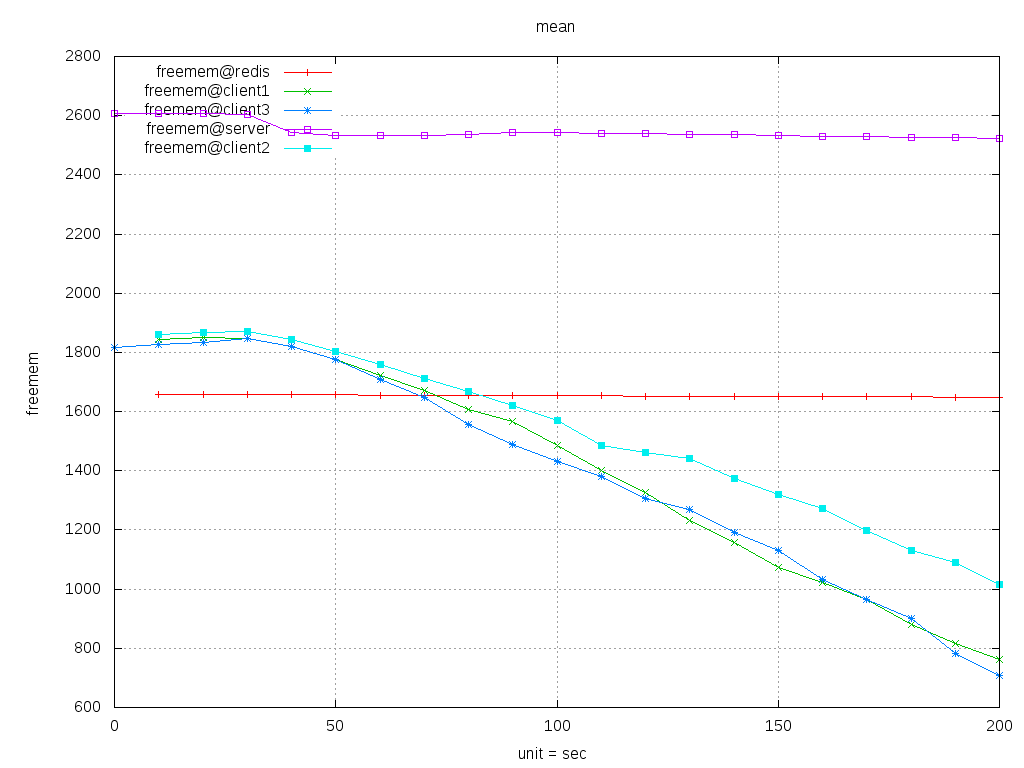 mean
2800
2600
2400
2200
2000
1800
1600
1400
1200
1000
800
600
freemem
freemem@redis
freemem@client1
freemem@client3
freemem@server
freemem@client2
0
50
100
150
200
unit = sec